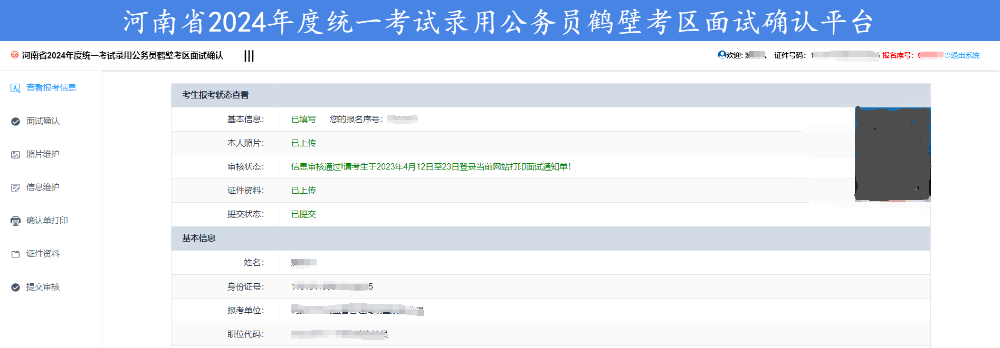 河南省2024年度统一考试录用公务员鹤壁考区面试确认平台
河南省2024年度统一考试录用公务员鹤壁考区面试确认
欢迎: 证件号码: 1 5 报名序号: 退出系统
查看报考信息
面试确认
照片维护
信息维护
确认单打印
证件资料
提交审核
考生报考状态查看
基本信息: 已填写 您的报名序号:
本人照片: 已上传
审核状态: 信息审核通过!请考生于2023年4月12日至23日登录当前网站打印面试通知单!
证件资料: 已上传
提交状态: 已提交
基本信息
姓名:
身份证号: 5
报考单位:
职位代码: 员